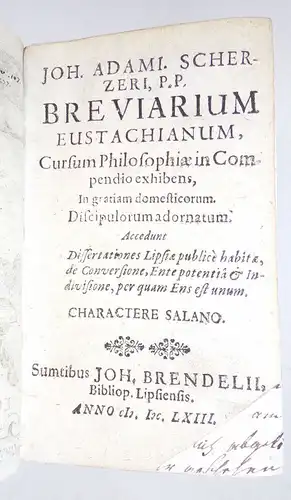 JOH. ADAMI. SCHER-
ZERI, P.P.
BREVIARIUM
EUSTACHIANUM,
Cursum Philosophiæ in Com-
pendio exhibens,
In gratiam domesticorum
Discipulorum adornatum.
Accedunt
Dissertationes Lipsiæ publicè habitæ,
de Conversione, Ente potentiâ & In-
divisione, per quam Ens est unum.
CHARACTERE SALANO.
Sumtibus JOH. BRENDELII,
Bibliop. Lipsiensis.
ANNO cIɔ. Iɔc. LXIII.